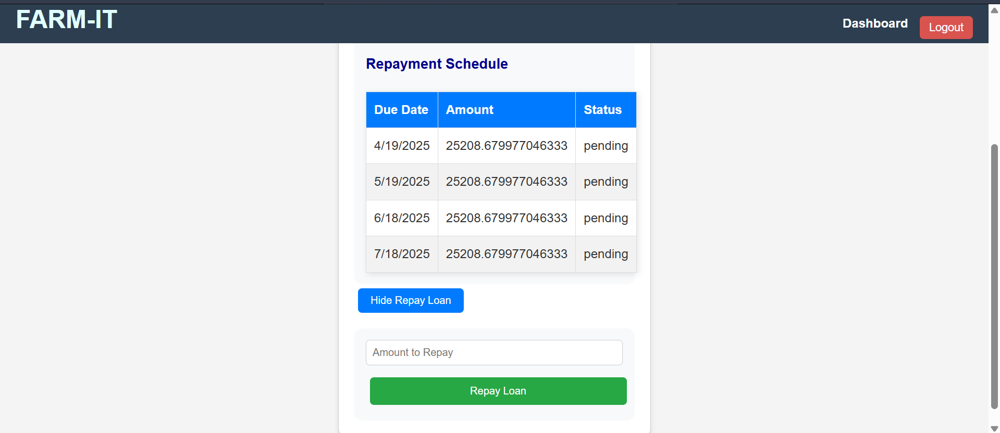 FARM-IT
Dashboard
Logout
Repayment Schedule
Due Date Amount Status
4/19/2025 25208.679977046333 pending
5/19/2025 25208.679977046333 pending
6/18/2025 25208.679977046333 pending
7/18/2025 25208.679977046333 pending
Hide Repay Loan
Amount to Repay
Repay Loan